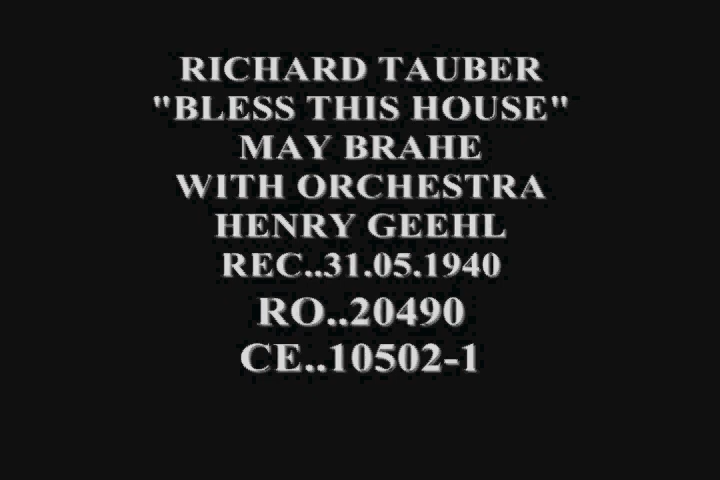 RICHARD TAUBER
"BLESS THIS HOUSE"
MAY BRAHE
WITH ORCHESTRA
HENRY GEEHL
REC..31.05.1940
RO..20490
CE..10502-1